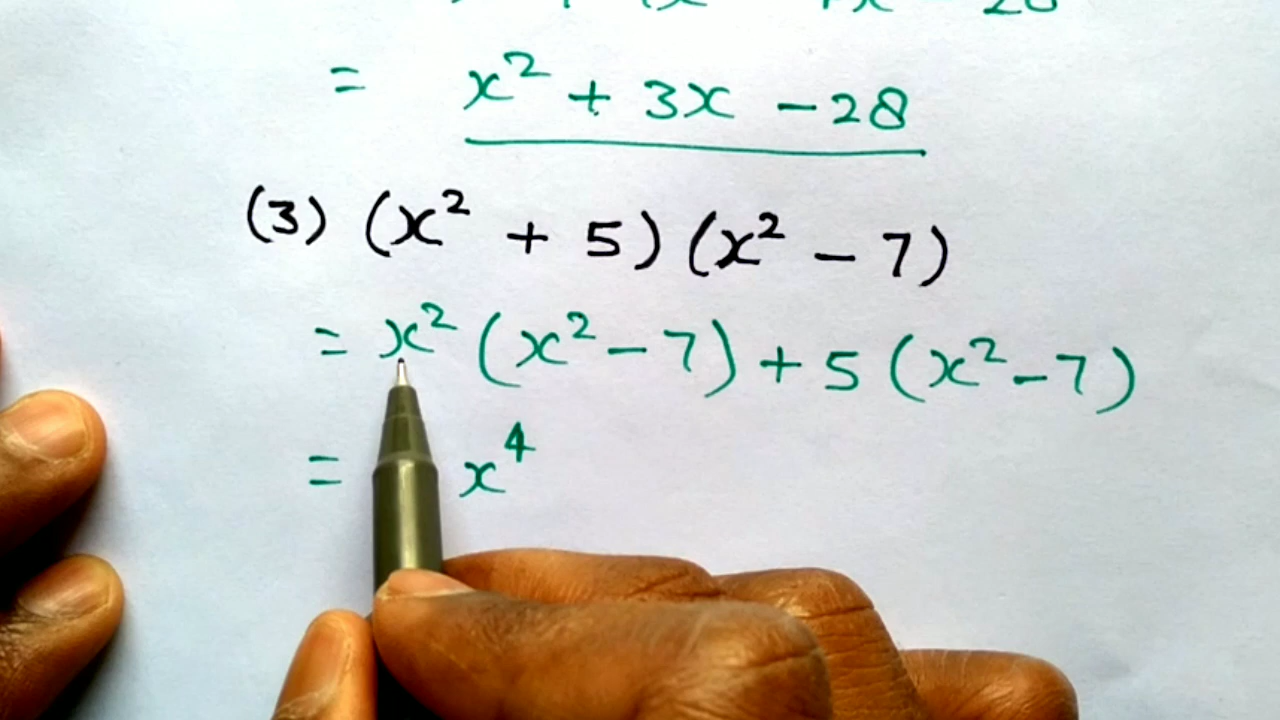 = x² + 3x - 28
(3) (x² + 5) (x² - 7)
= x² (x² - 7) + 5 (x² - 7)
= x⁴